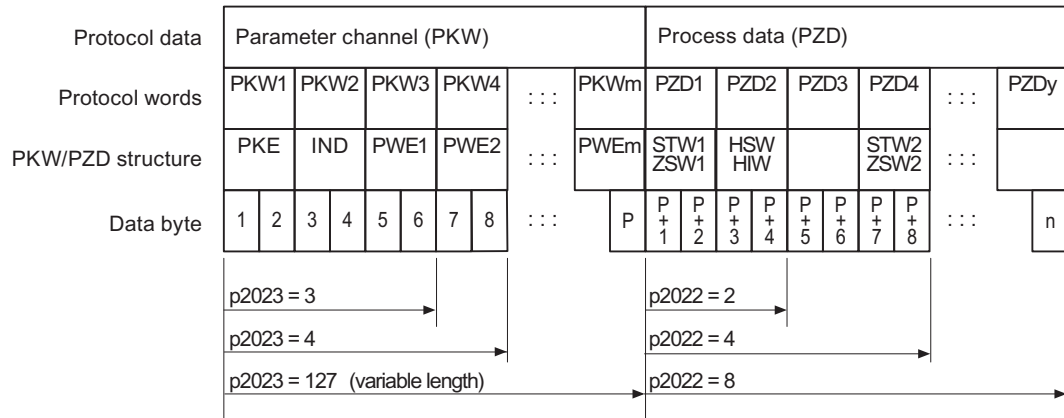 Protocol data Parameter channel (PKW) Process data (PZD)
Protocol words PKW1 PKW2 PKW3 PKW4 : : : PKWm PZD1 PZD2 PZD3 PZD4 : : : PZDy
PKW/PZD structure PKE IND PWE1 PWE2 : : : PWEm STW1 ZSW1 HSW HIW STW2 ZSW2
Data byte 1 2 3 4 5 6 7 8 : : : P P+1 P+2 P+3 P+4 P+5 P+6 P+7 P+8 : : : n
p2023 = 3 p2022 = 2
p2023 = 4 p2022 = 4
p2023 = 127 (variable length) p2022 = 8